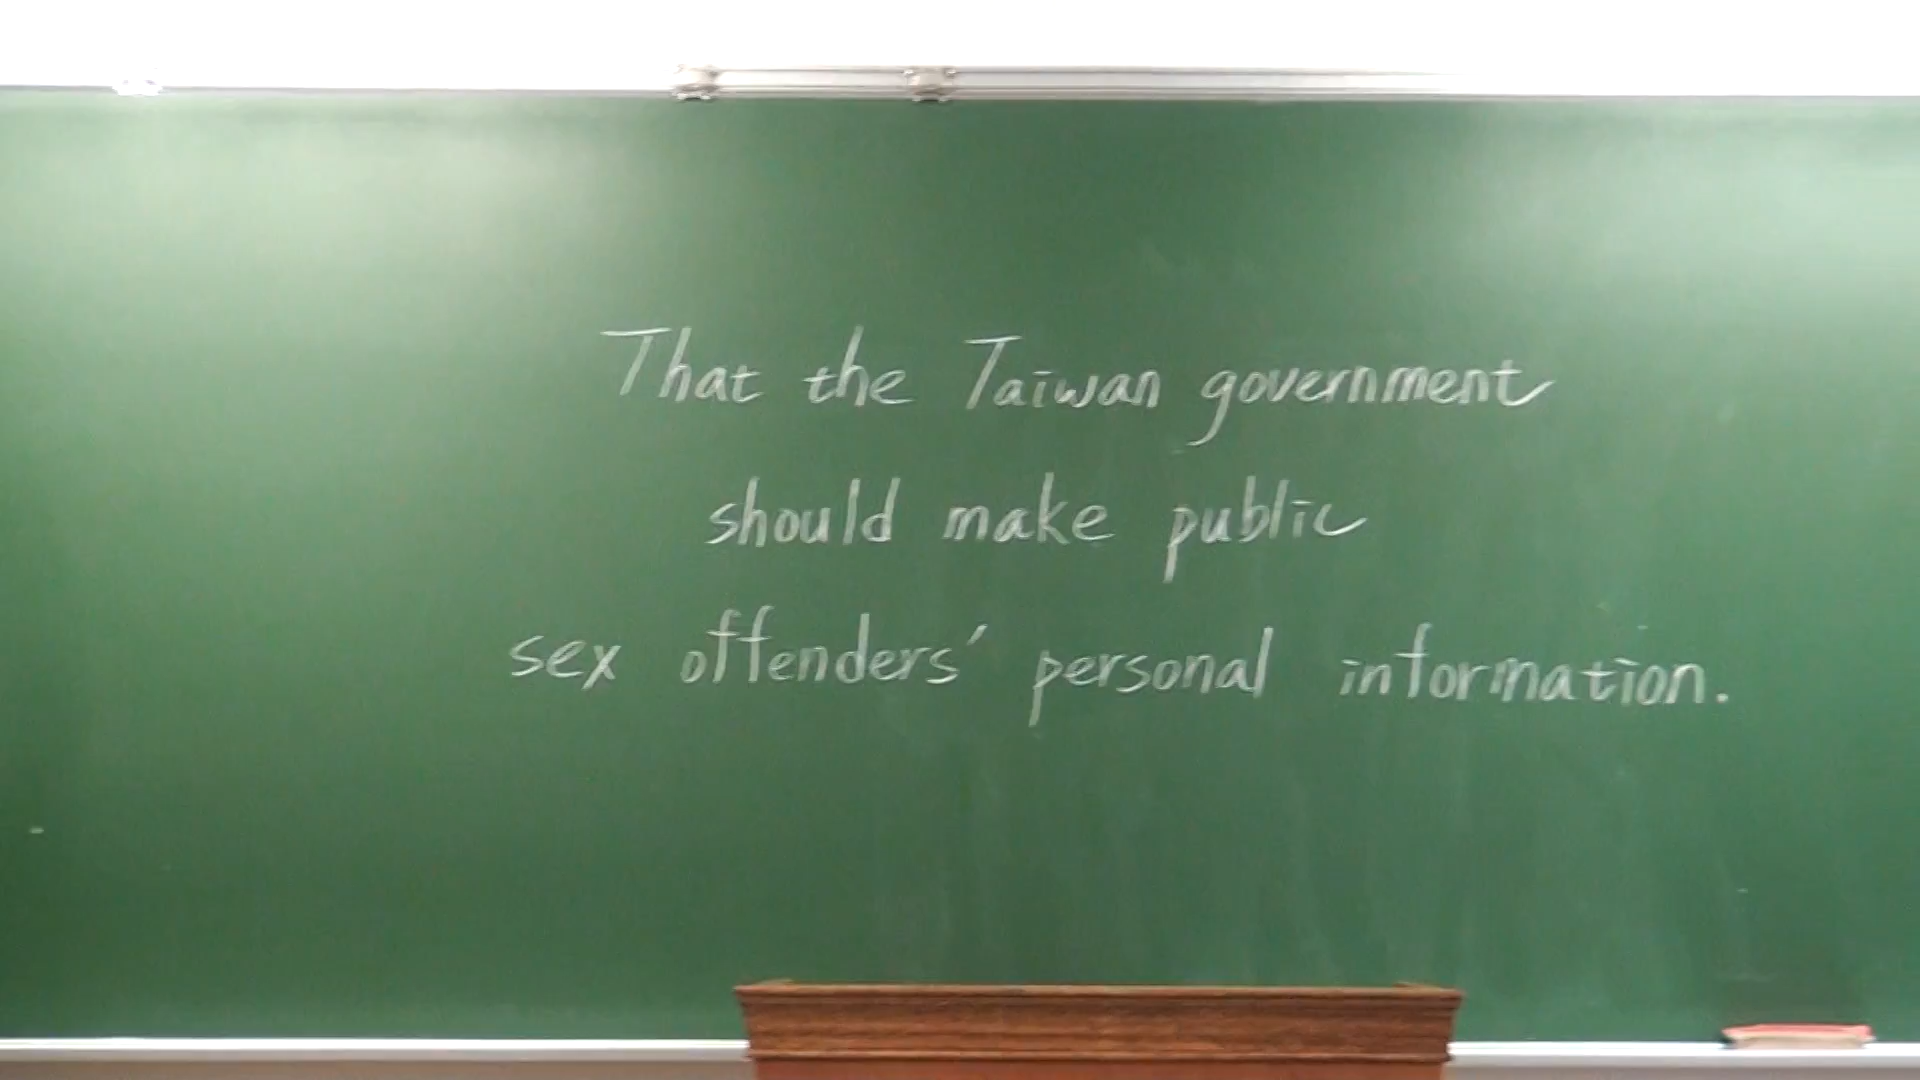 That the Taiwan government
should make public
sex offenders' personal information.